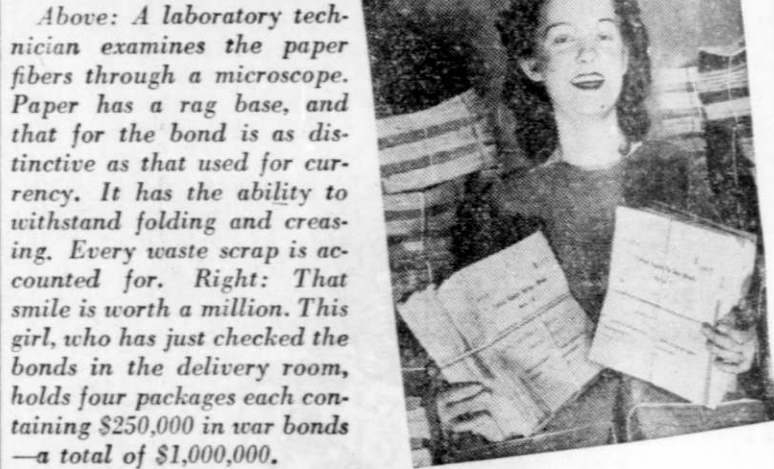 Above: A laboratory tech-
nician examines the paper
fibers through a microscope.
Paper has a rag base, and
that for the bond is as dis-
tinctive as that used for cur-
rency. It has the ability to
withstand folding and creas-
ing. Every waste scrap is ac-
counted for. Right: That
smile is worth a million. This
girl, who has just checked the
bonds in the delivery room,
holds four packages each con-
taining $250,000 in war bonds
—a total of $1,000,000.